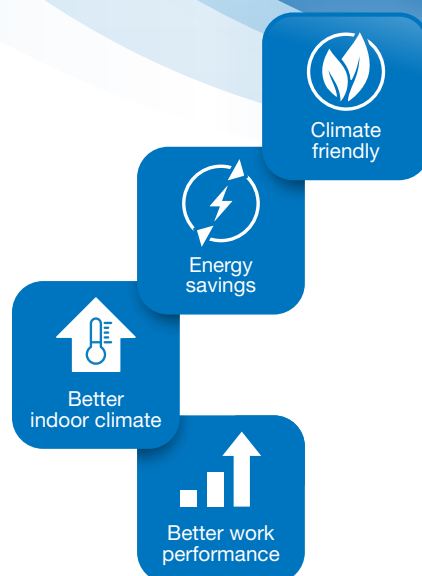 Climate
friendly
Energy
savings
Better
indoor climate
Better work
performance